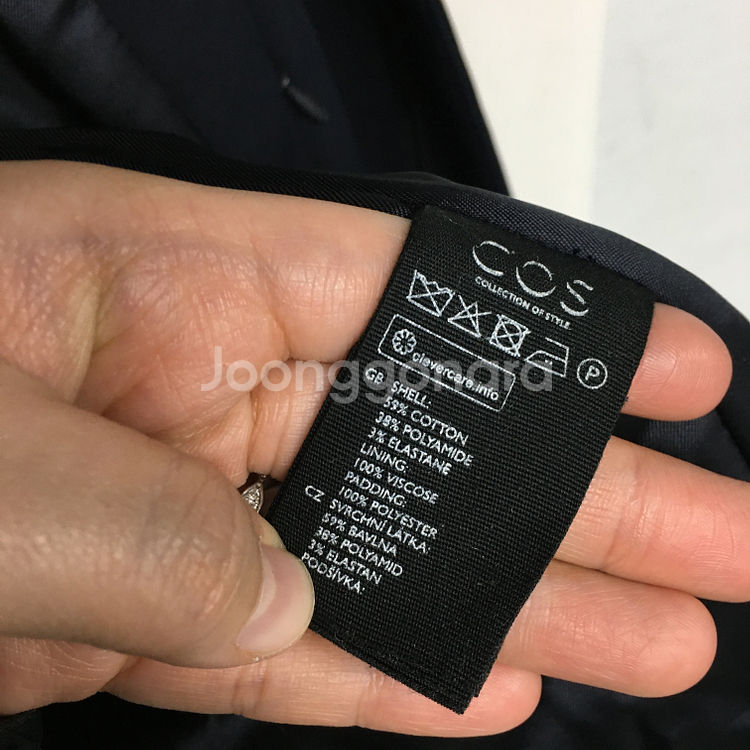 COS
COLLECTION OF STYLE
P
clevercare.info
Joonggonara
GB SHELL:
59% COTTON
38% POLYAMIDE
3% ELASTANE
LINING:
100% VISCOSE
PADDING:
100% POLYESTER
CZ SVRCHNÍ LÁTKA:
59% BAVLNA
38% POLYAMID
3% ELASTAN
PODŠÍVKA: